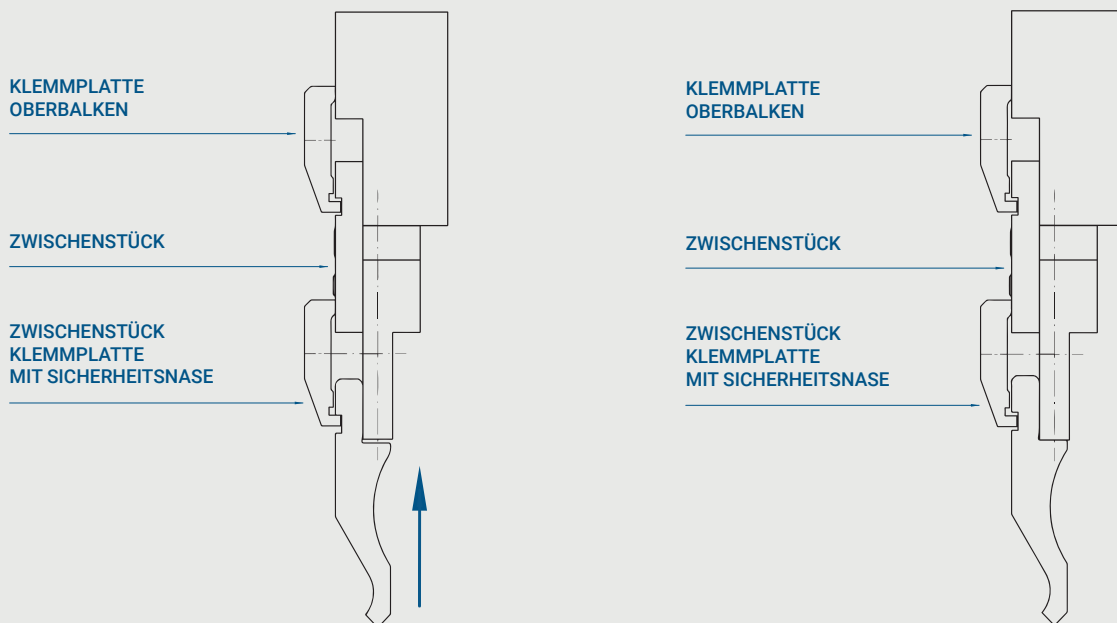 KLEMMPLATTE
OBERBALKEN
ZWISCHENSTÜCK
ZWISCHENSTÜCK
KLEMMPLATTE
MIT SICHERHEITSNASE
KLEMMPLATTE
OBERBALKEN
ZWISCHENSTÜCK
ZWISCHENSTÜCK
KLEMMPLATTE
MIT SICHERHEITSNASE